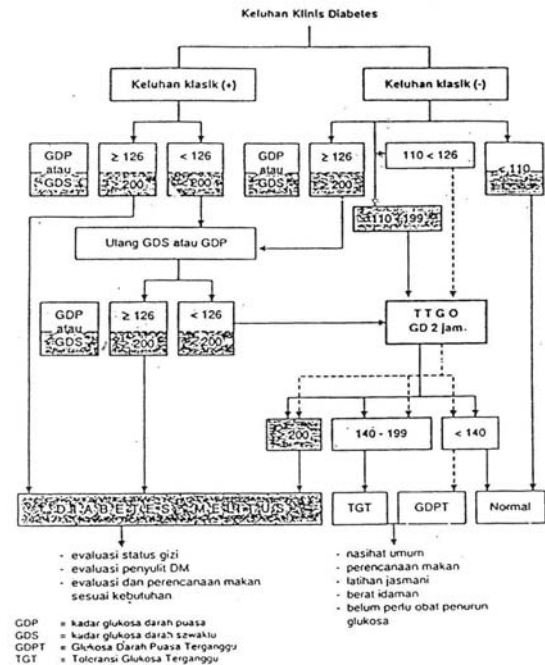 Keluhan Klinis Diabetes
Keluhan klasik (+)
Keluhan klasik (-)
GDP
atau
GDS
≥ 126
200
< 126
200
GDP
atau
GDS
≥ 126
≥ 200
110 < 126
< 110
110 - 199
Ulang GDS atau GDP
GDP
atau
GDS
≥ 126
200
< 126
200
T T G O
GD 2 jam.
200
140 - 199
< 140
D I A B E T E S M E L I T U S
TGT
GDPT
Normal
- evaluasi status gizi
- evaluasi penyulit DM
- evaluasi dan perencanaan makan
sesuai kebutuhan
- nasihat umum
- perencanaan makan
- latihan jasmani
- berat idaman
- belum perlu obat penurun
glukosa
GDP = kadar glukosa darah puasa
GDS = kadar glukosa darah sewaktu
GDPT = Glukosa Darah Puasa Terganggu
TGT = Toleransi Glukosa Terganggu